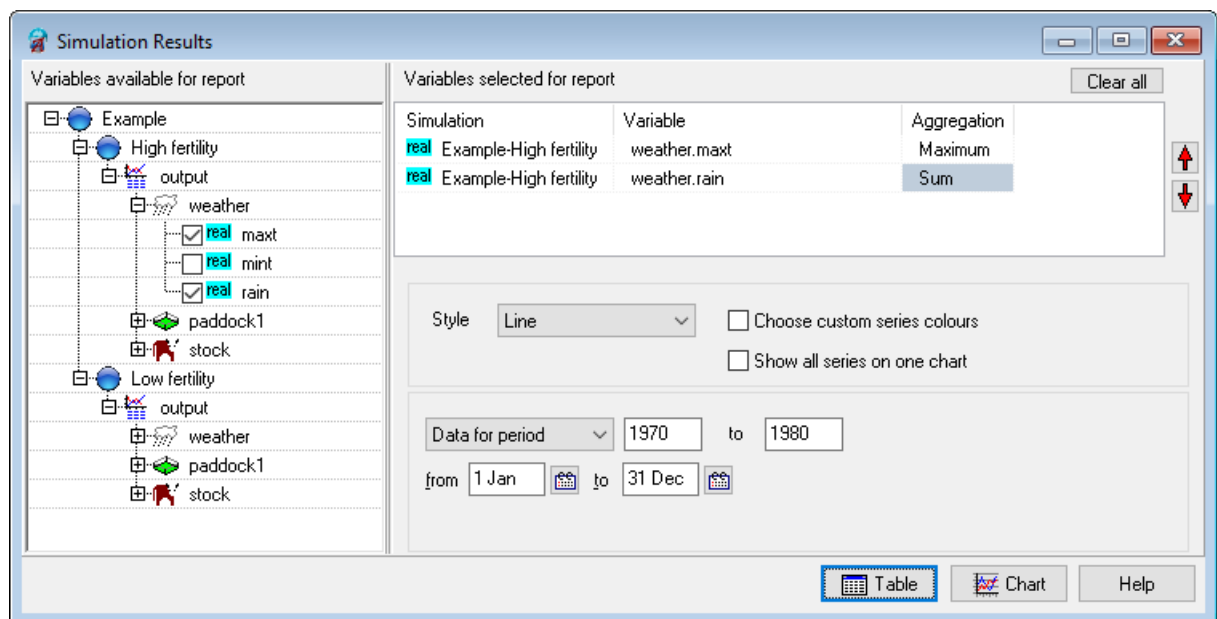 Simulation Results
Variables available for report
Example
High fertility
output
weather
real maxt
real mint
real rain
paddock1
stock
Low fertility
output
weather
paddock1
stock
Variables selected for report
Clear all
Simulation Variable Aggregation
real Example-High fertility weather.maxt Maximum
real Example-High fertility weather.rain Sum
Style Line Choose custom series colours
Show all series on one chart
Data for period 1970 to 1980
from 1 Jan to 31 Dec
Table Chart Help